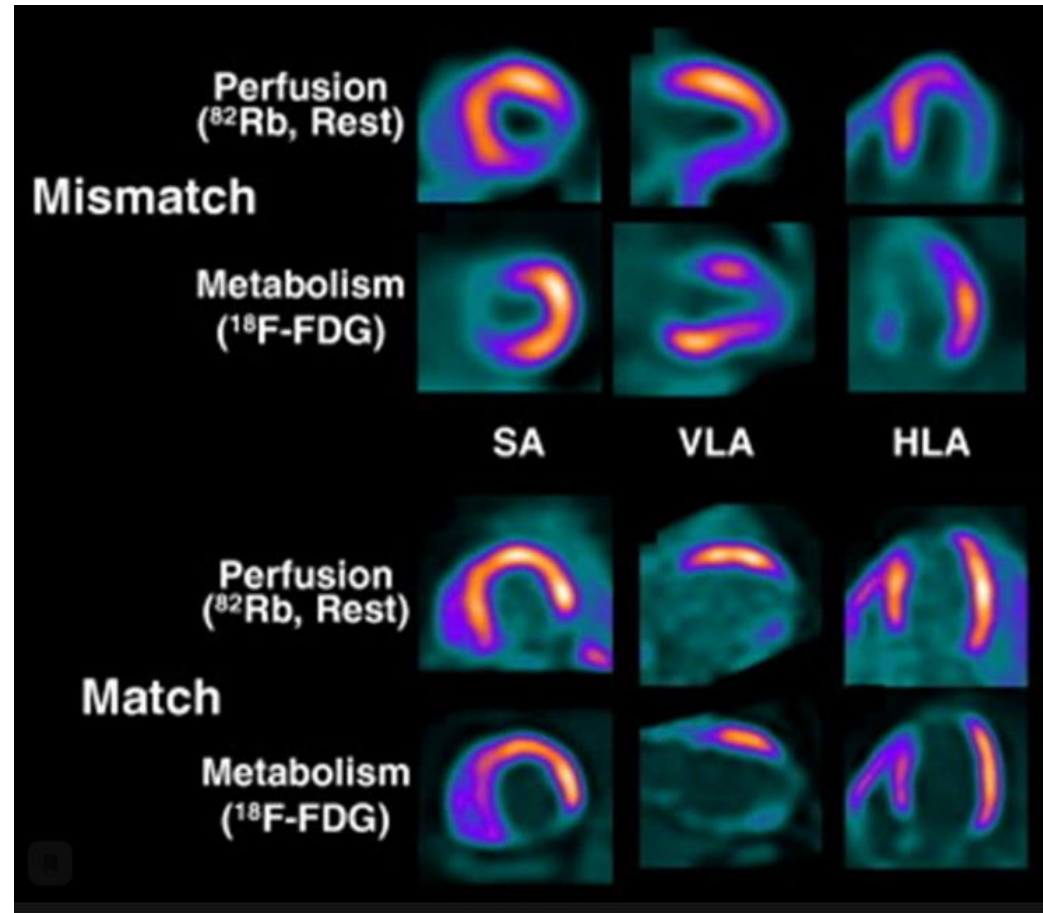 Perfusion
(⁸²Rb, Rest)
Mismatch
Metabolism
(¹⁸F-FDG)
SA VLA HLA
Perfusion
(⁸²Rb, Rest)
Match
Metabolism
(¹⁸F-FDG)